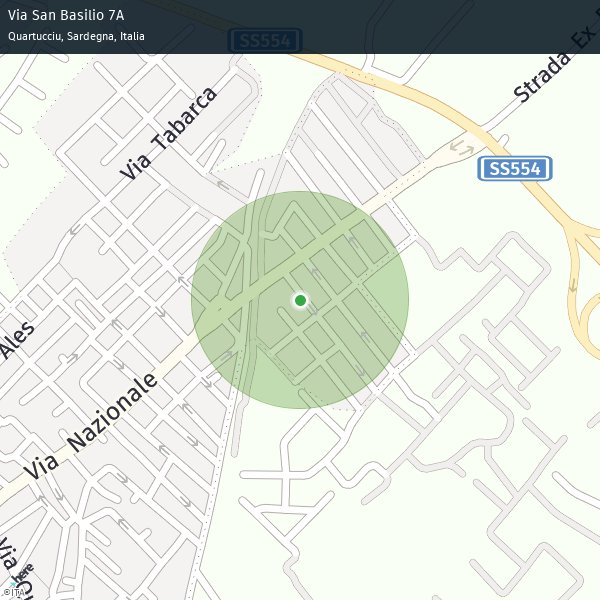 Via San Basilio 7A
Quartucciu, Sardegna, Italia
SS554
Strada Ex
Via Tabarca
SS554
Ales
Via Nazionale
Via
here
©ITA